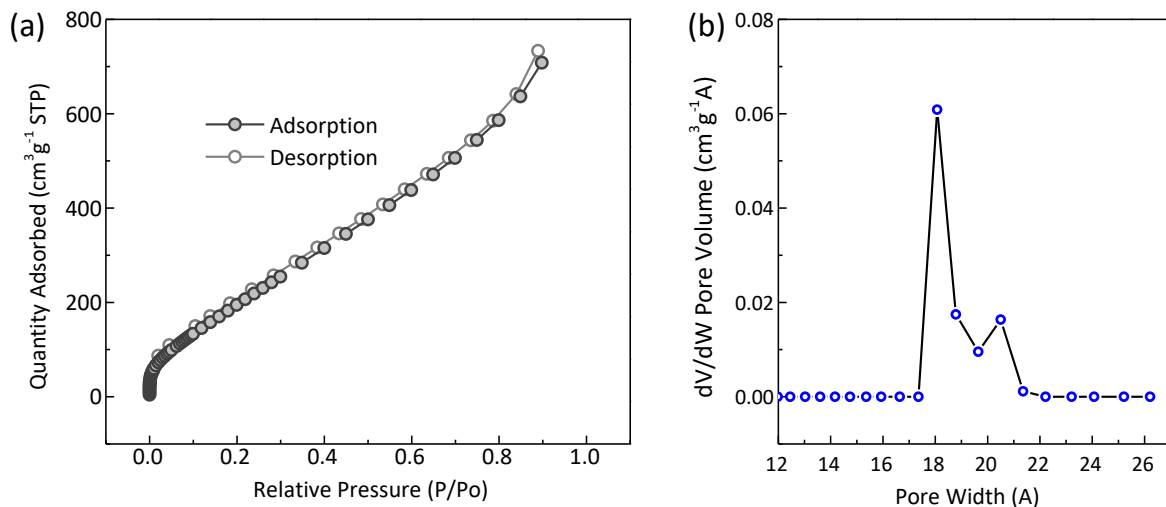 (a)
800
600
400
200
0
Quantity Adsorbed (cm³g⁻¹ STP)
Adsorption
Desorption
0.0 0.2 0.4 0.6 0.8 1.0
Relative Pressure (P/Po)
(b)
0.08
0.06
0.04
0.02
0.00
dV/dW Pore Volume (cm³g⁻¹A)
12 14 16 18 20 22 24 26
Pore Width (A)